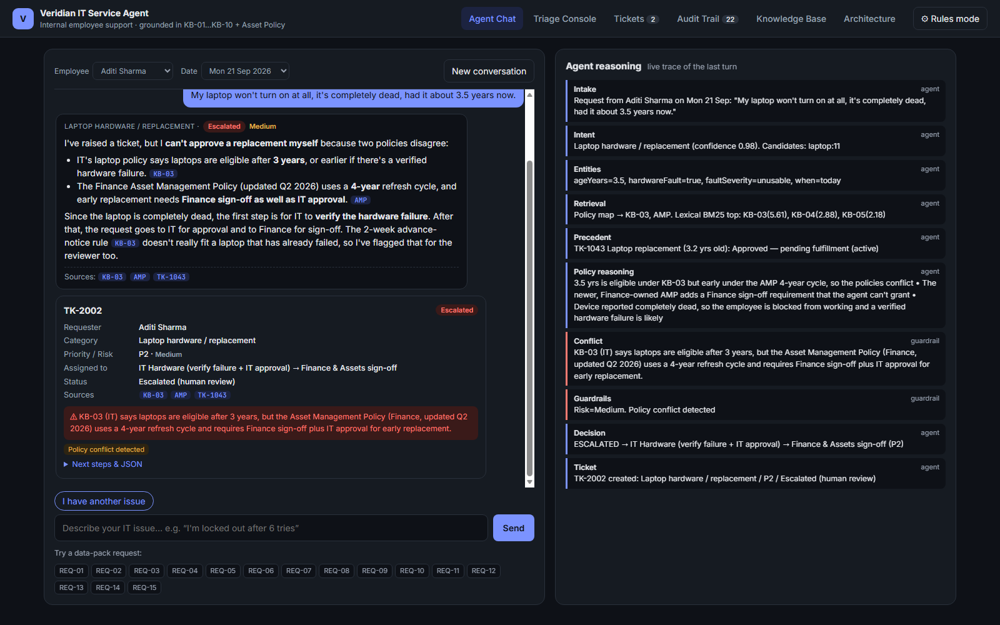 V
Veridian IT Service Agent
Internal employee support · grounded in KB-01...KB-10 + Asset Policy
Agent Chat
Triage Console
Tickets 2
Audit Trail 22
Knowledge Base
Architecture
⚙ Rules mode
Employee Aditi Sharma Date Mon 21 Sep 2026
New conversation
My laptop won't turn on at all, it's completely dead, had it about 3.5 years now.
LAPTOP HARDWARE / REPLACEMENT · Escalated Medium
I've raised a ticket, but I can't approve a replacement myself because two policies disagree:
• IT's laptop policy says laptops are eligible after 3 years, or earlier if there's a verified
hardware failure. KB-03
• The Finance Asset Management Policy (updated Q2 2026) uses a 4-year refresh cycle, and
early replacement needs Finance sign-off as well as IT approval. AMP
Since the laptop is completely dead, the first step is for IT to verify the hardware failure. After
that, the request goes to IT for approval and to Finance for sign-off. The 2-week advance-
notice rule KB-03 doesn't really fit a laptop that has already failed, so I've flagged that for the
reviewer too.
Sources: KB-03 AMP TK-1043
TK-2002
Escalated
Requester Aditi Sharma
Category Laptop hardware / replacement
Priority / Risk P2 · Medium
Assigned to IT Hardware (verify failure + IT approval) → Finance & Assets sign-off
Status Escalated (human review)
Sources KB-03 AMP TK-1043
⚠ KB-03 (IT) says laptops are eligible after 3 years, but the Asset Management Policy (Finance, updated Q2
2026) uses a 4-year refresh cycle and requires Finance sign-off plus IT approval for early replacement.
Policy conflict detected
▶ Next steps & JSON
I have another issue
Describe your IT issue... e.g. “I'm locked out after 6 tries”
Send
Try a data-pack request:
REQ-01 REQ-02 REQ-03 REQ-04 REQ-05 REQ-06 REQ-07 REQ-08 REQ-09 REQ-10 REQ-11 REQ-12
REQ-13 REQ-14 REQ-15
Agent reasoning live trace of the last turn
Intake agent
Request from Aditi Sharma on Mon 21 Sep: "My laptop won't turn on at all, it's completely dead,
had it about 3.5 years now."
Intent agent
Laptop hardware / replacement (confidence 0.98). Candidates: laptop:11
Entities agent
ageYears=3.5, hardwareFault=true, faultSeverity=unusable, when=today
Retrieval agent
Policy map → KB-03, AMP. Lexical BM25 top: KB-03(5.61), KB-04(2.88), KB-05(2.18)
Precedent agent
TK-1043 Laptop replacement (3.2 yrs old): Approved — pending fulfillment (active)
Policy reasoning agent
3.5 yrs is eligible under KB-03 but early under the AMP 4-year cycle, so the policies conflict • The
newer, Finance-owned AMP adds a Finance sign-off requirement that the agent can't grant •
Device reported completely dead, so the employee is blocked from working and a verified
hardware failure is likely
Conflict guardrail
KB-03 (IT) says laptops are eligible after 3 years, but the Asset Management Policy (Finance,
updated Q2 2026) uses a 4-year refresh cycle and requires Finance sign-off plus IT approval for
early replacement.
Guardrails guardrail
Risk=Medium. Policy conflict detected
Decision agent
ESCALATED → IT Hardware (verify failure + IT approval) → Finance & Assets sign-off (P2)
Ticket agent
TK-2002 created: Laptop hardware / replacement / P2 / Escalated (human review)